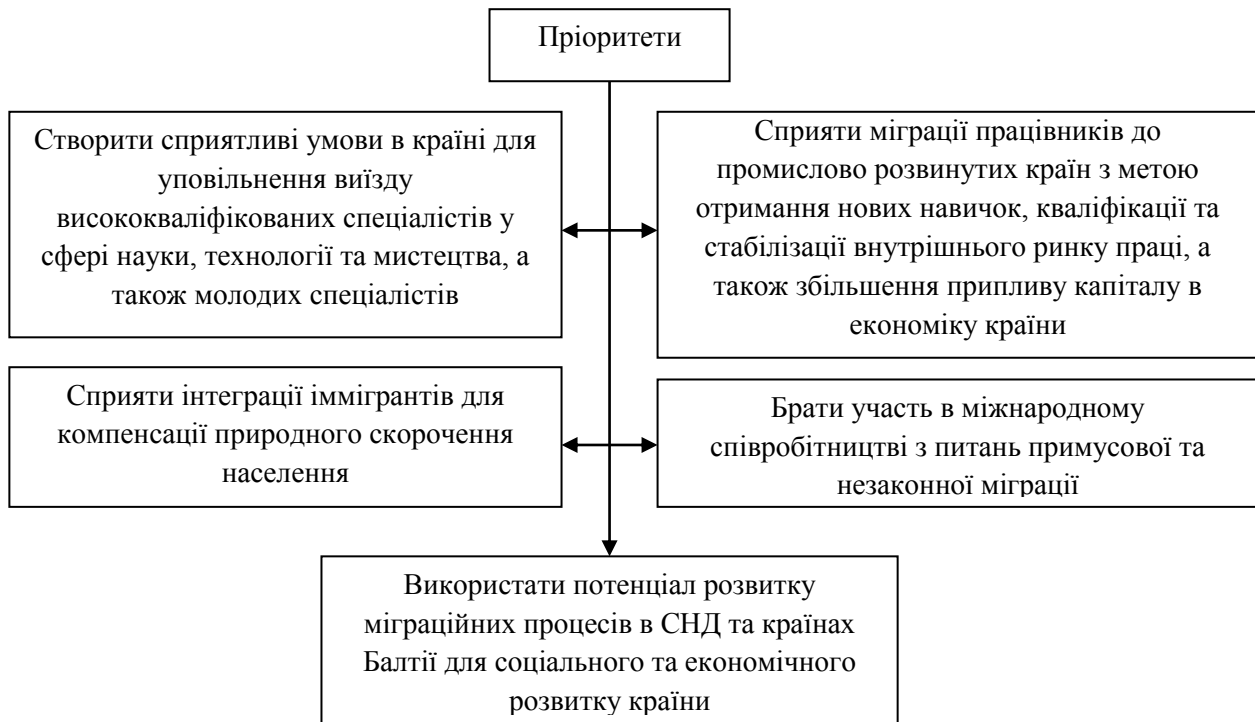 Пріоритети
Створити сприятливі умови в країні для
уповільнення виїзду
висококваліфікованих спеціалістів у
сфері науки, технології та мистецтва, а
також молодих спеціалістів
Сприяти міграції працівників до
промислово розвинутих країн з метою
отримання нових навичок, кваліфікації та
стабілізації внутрішнього ринку праці, а
також збільшення припливу капіталу в
економіку країни
Сприяти інтеграції іммігрантів для
компенсації природного скорочення
населення
Брати участь в міжнародному
співробітництві з питань примусової та
незаконної міграції
Використати потенціал розвитку
міграційних процесів в СНД та країнах
Балтії для соціального та економічного
розвитку країни